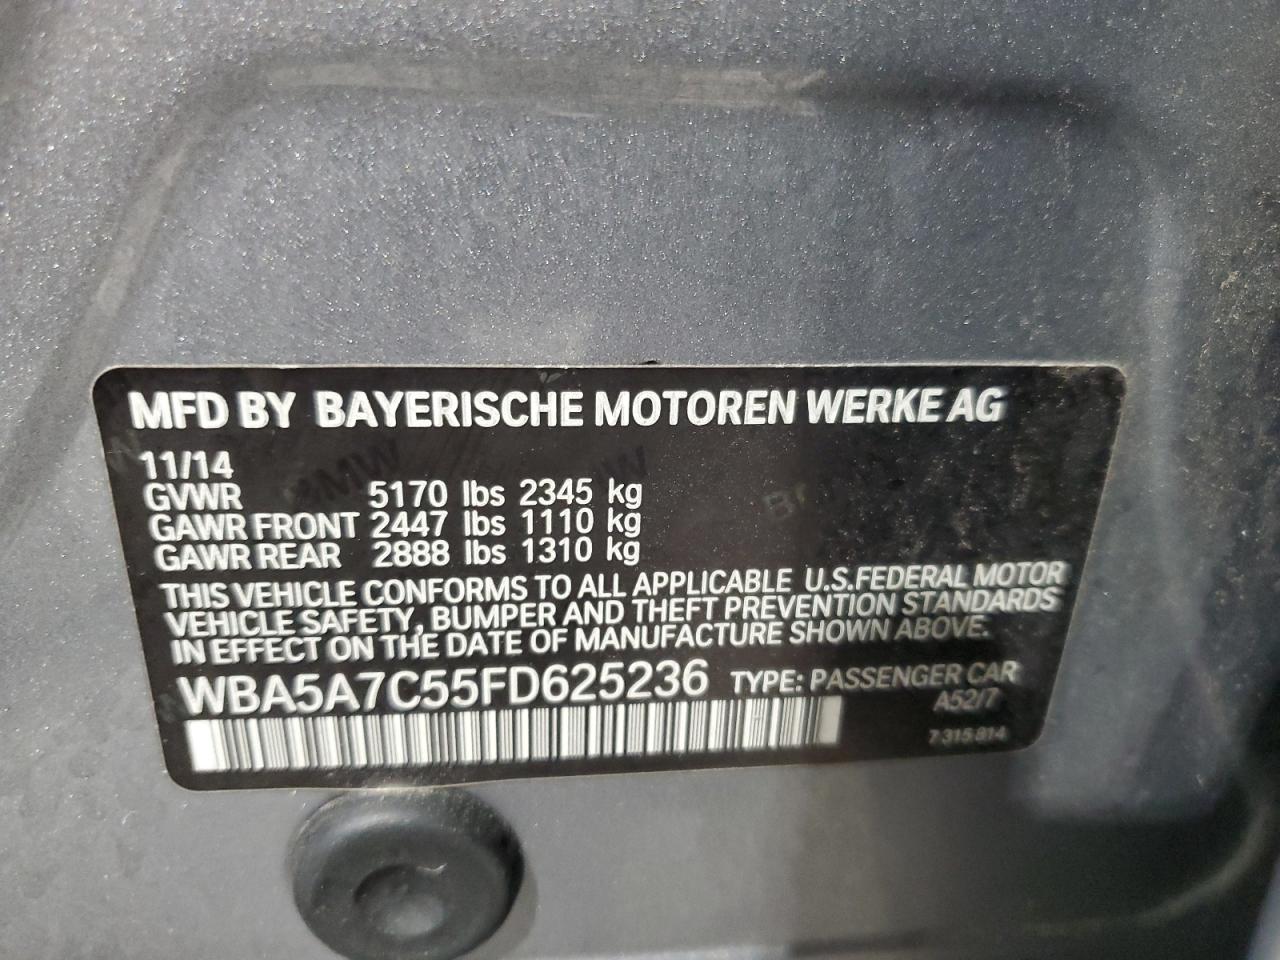 MFD BY BAYERISCHE MOTOREN WERKE AG
11/14
GVWR 5170 lbs 2345 kg
GAWR FRONT 2447 lbs 1110 kg
GAWR REAR 2888 lbs 1310 kg
THIS VEHICLE CONFORMS TO ALL APPLICABLE U.S.FEDERAL MOTOR
VEHICLE SAFETY, BUMPER AND THEFT PREVENTION STANDARDS
IN EFFECT ON THE DATE OF MANUFACTURE SHOWN ABOVE.
WBA5A7C55FD625236 TYPE: PASSENGER CAR
A52/7
7 315 814